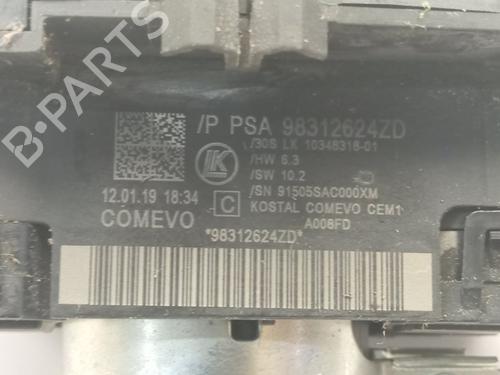 /P PSA 98312624ZD
/30S LK 10348318-01
/HW 6.3
/SW 10.2
/SN 91505SAC000XM
KOSTAL COMEVO CEM1
A008FD
LK
C
12.01.19 18:34
COMEVO
*98312624ZD*
B-PARTS